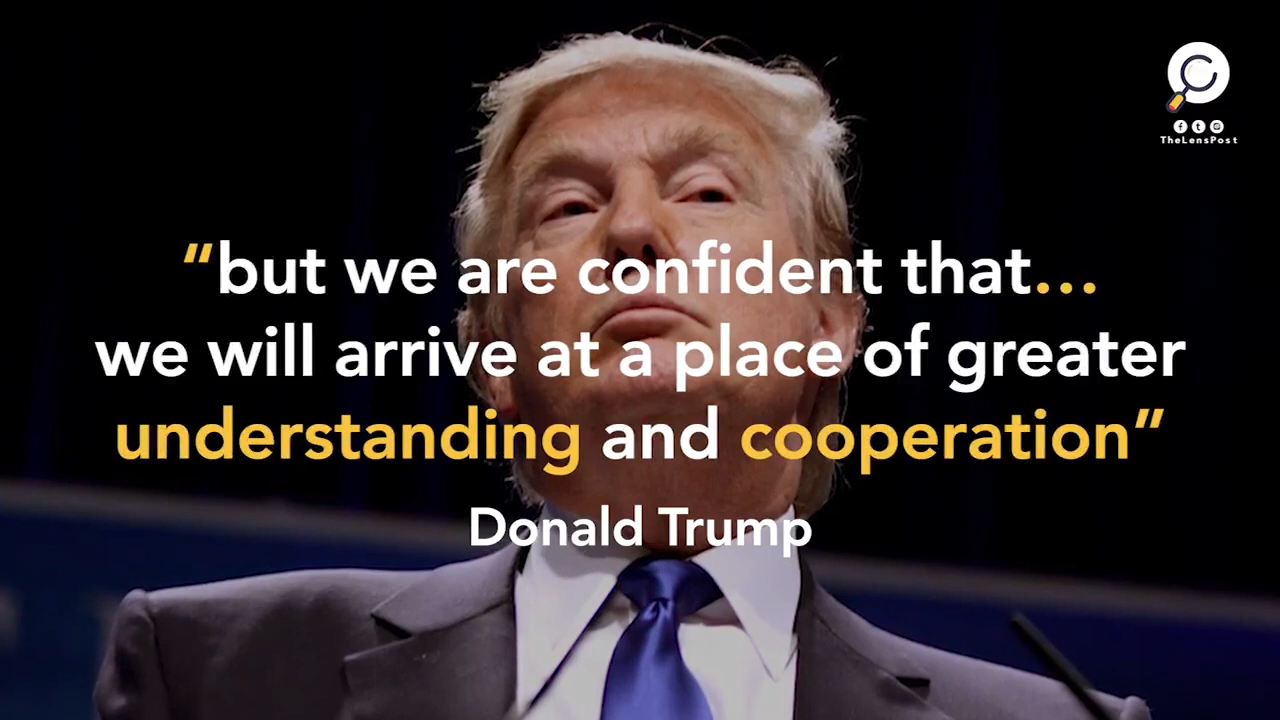 TheLensPost
“but we are confident that...
we will arrive at a place of greater
understanding and cooperation”
Donald Trump